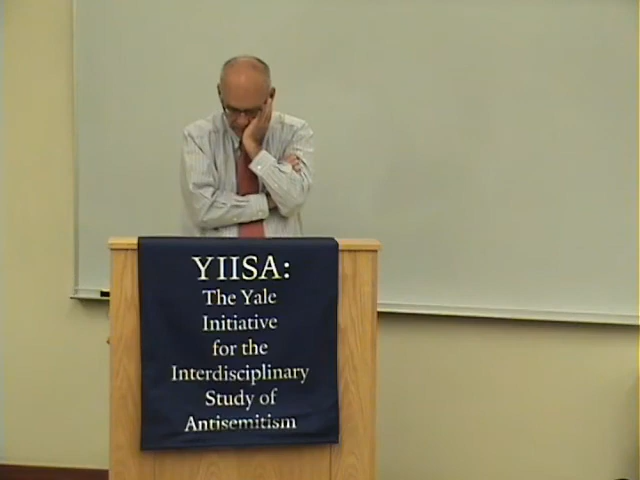 YIISA:
The Yale
Initiative
for the
Interdisciplinary
Study of
Antisemitism